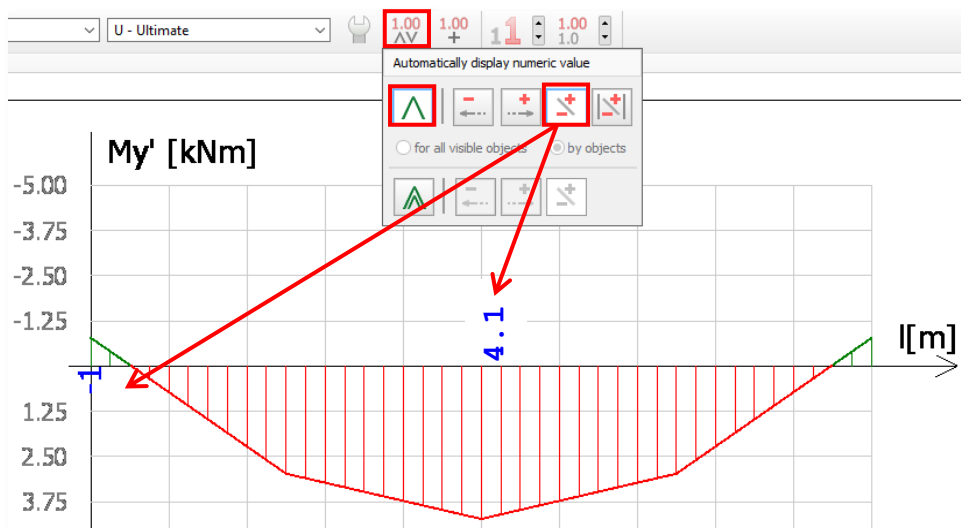 U - Ultimate
1.00
1.00
+
1 1
1.00
1.0
Automatically display numeric value
for all visible objects
by objects
My' [kNm]
-5.00
-3.75
-2.50
-1.25
1.25
2.50
3.75
-1
4.1
l[m]